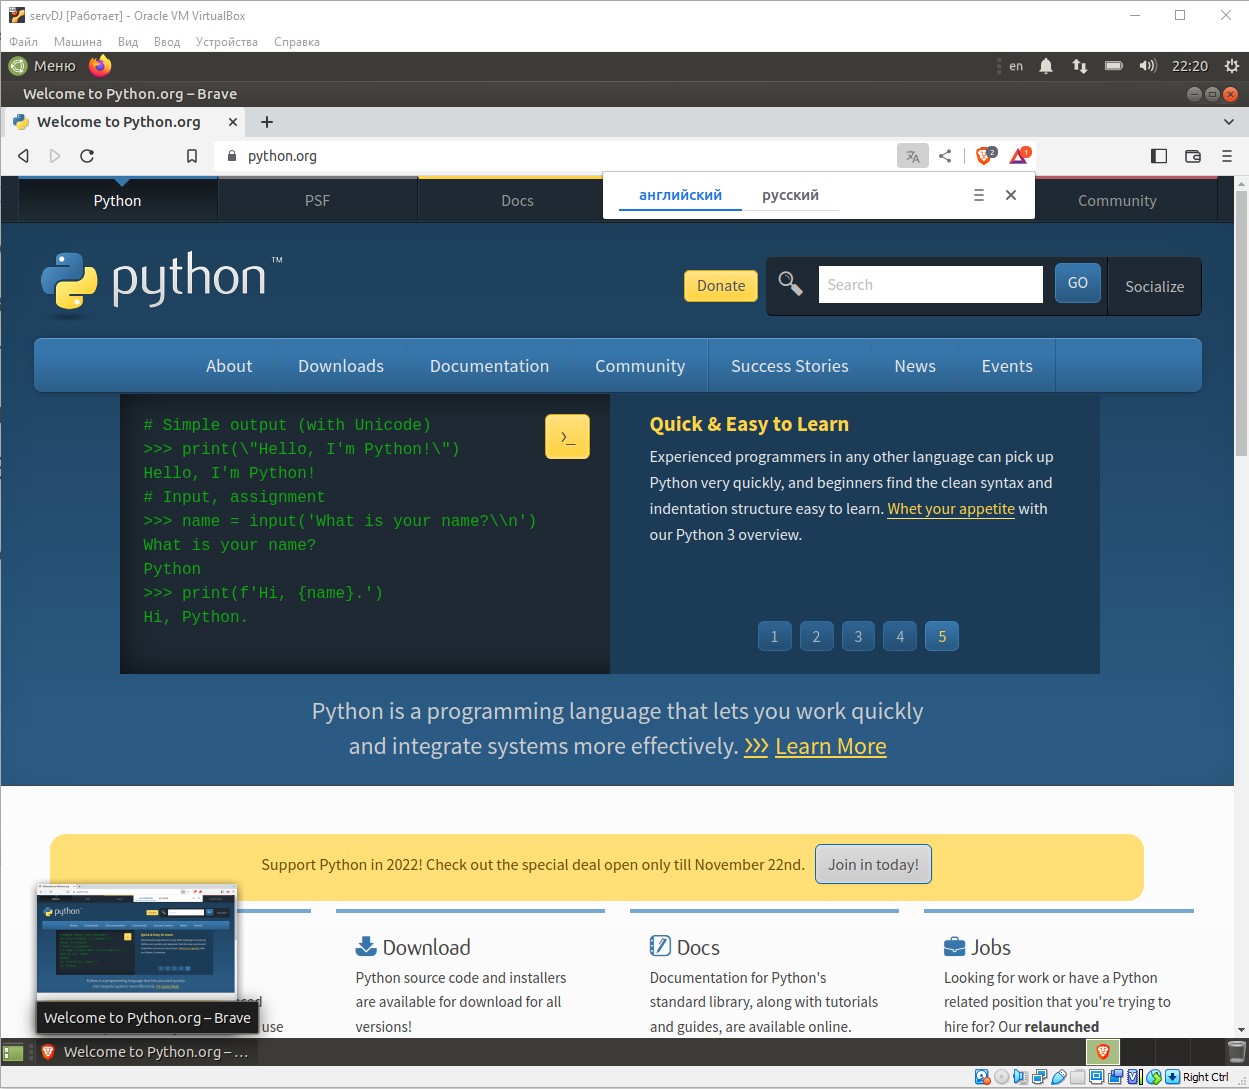 servDJ [Работает] - Oracle VM VirtualBox
Файл Машина Вид Ввод Устройства Справка
Меню en 22:20
Welcome to Python.org – Brave
Welcome to Python.org
python.org 2 1
английский русский
Python PSF Docs Community
python™
Donate Search GO Socialize
About Downloads Documentation Community Success Stories News Events
# Simple output (with Unicode)
>>> print(\"Hello, I'm Python!\")
Hello, I'm Python!
# Input, assignment
>>> name = input('What is your name?\\n')
What is your name?
Python
>>> print(f'Hi, {name}.')
Hi, Python.
>_
Quick & Easy to Learn
Experienced programmers in any other language can pick up
Python very quickly, and beginners find the clean syntax and
indentation structure easy to learn. Whet your appetite with
our Python 3 overview.
1 2 3 4 5
Python is a programming language that lets you work quickly
and integrate systems more effectively. >>> Learn More
Support Python in 2022! Check out the special deal open only till November 22nd. Join in today!
Download
Python source code and installers
are available for download for all
versions!
Docs
Documentation for Python's
standard library, along with tutorials
and guides, are available online.
Jobs
Looking for work or have a Python
related position that you're trying to
hire for? Our relaunched
use
Welcome to Python.org – Brave
Welcome to Python.org – ...
Right Ctrl